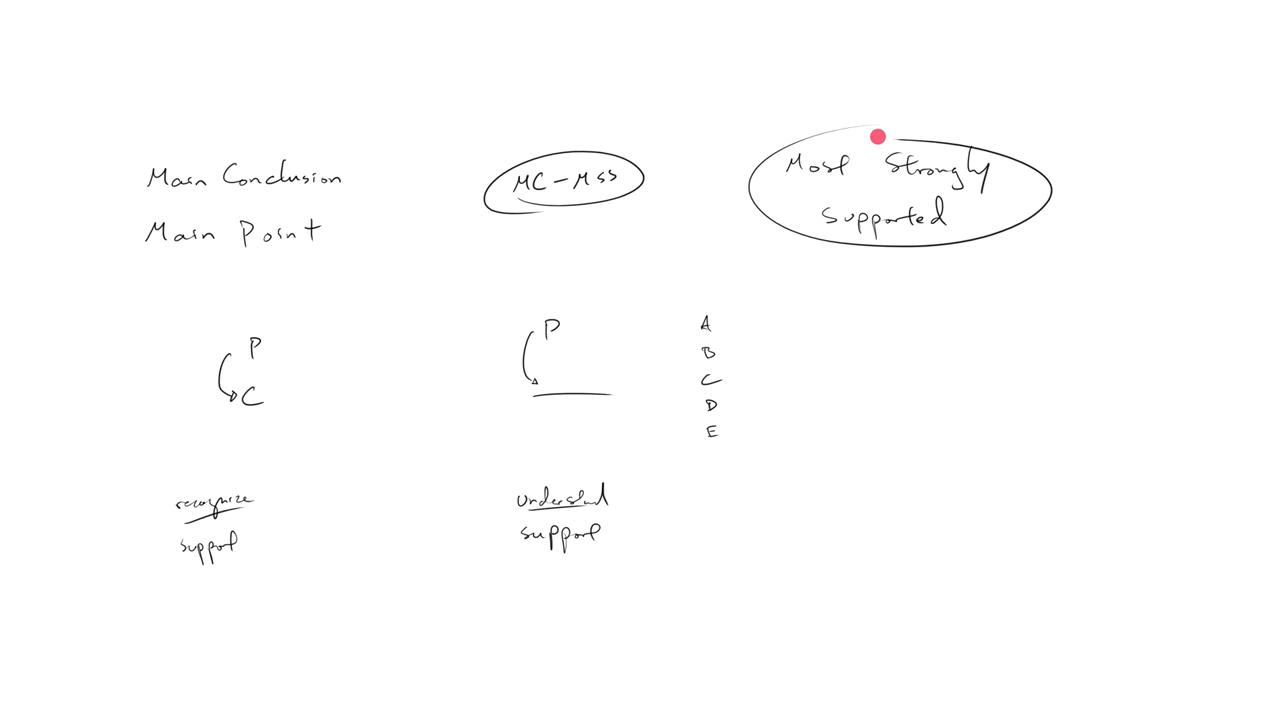 Main Conclusion
Main Point
MC - MSS
Most Strongly
Supported
P
C
P
A
B
C
D
E
recognize
support
understand
support